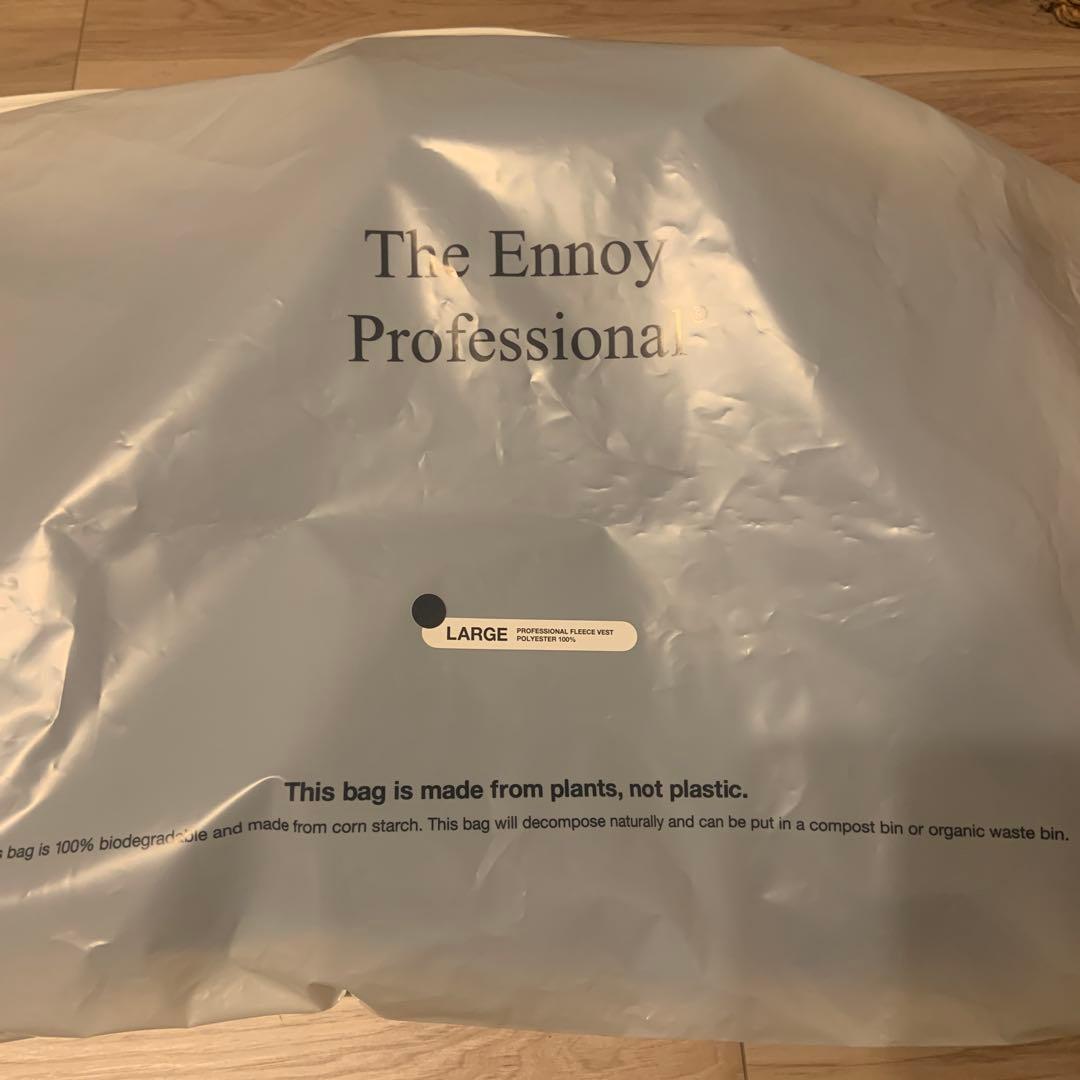 The Ennoy
Professional®
LARGE PROFESSIONAL FLEECE VEST
POLYESTER 100%
This bag is made from plants, not plastic.
bag is 100% biodegradable and made from corn starch. This bag will decompose naturally and can be put in a compost bin or organic waste bin.